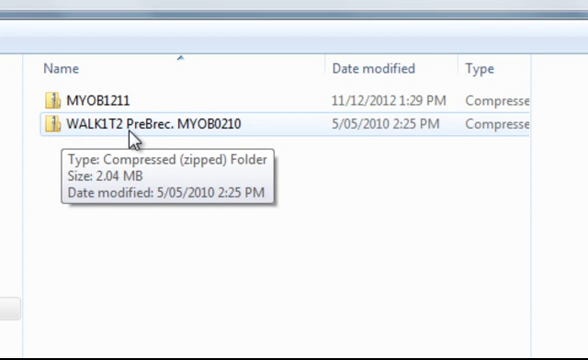 Name Date modified Type
MYOB1211 11/12/2012 1:29 PM Compresse
WALK1T2 PreBrec. MYOB0210 5/05/2010 2:25 PM Compresse
Type: Compressed (zipped) Folder
Size: 2.04 MB
Date modified: 5/05/2010 2:25 PM